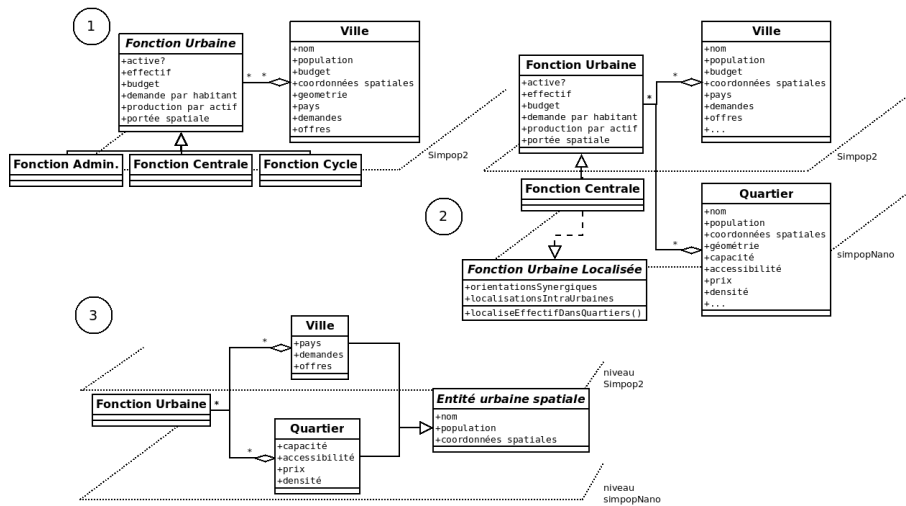 1
Fonction Urbaine
+active?
+effectif
+budget
+demande par habitant
+production par actif
+portée spatiale
* *
Ville
+nom
+population
+budget
+coordonnées spatiales
+geometrie
+pays
+demandes
+offres
Fonction Admin.
Fonction Centrale
Fonction Cycle
Simpop2
2
Fonction Urbaine
+active?
+effectif
+budget
+demande par habitant
+production par actif
+portée spatiale
*
*
Ville
+nom
+population
+budget
+coordonnées spatiales
+pays
+demandes
+offres
+...
Simpop2
Fonction Centrale
Quartier
+nom
+population
+coordonnées spatiales
+géométrie
+capacité
+accessibilité
+prix
+densité
+...
*
simpopNano
Fonction Urbaine Localisée
+orientationsSynergiques
+localisationsIntraUrbaines
+localiseEffectifDansQuartiers()
3
Ville
+pays
+demandes
+offres
*
niveau
Simpop2
Fonction Urbaine
*
Entité urbaine spatiale
+nom
+population
+coordonnées spatiales
Quartier
+capacité
+accessibilité
+prix
+densité
*
niveau
simpopNano